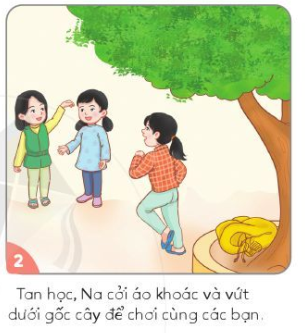 2
Tan học, Na cởi áo khoác và vứt
dưới gốc cây để chơi cùng các bạn.